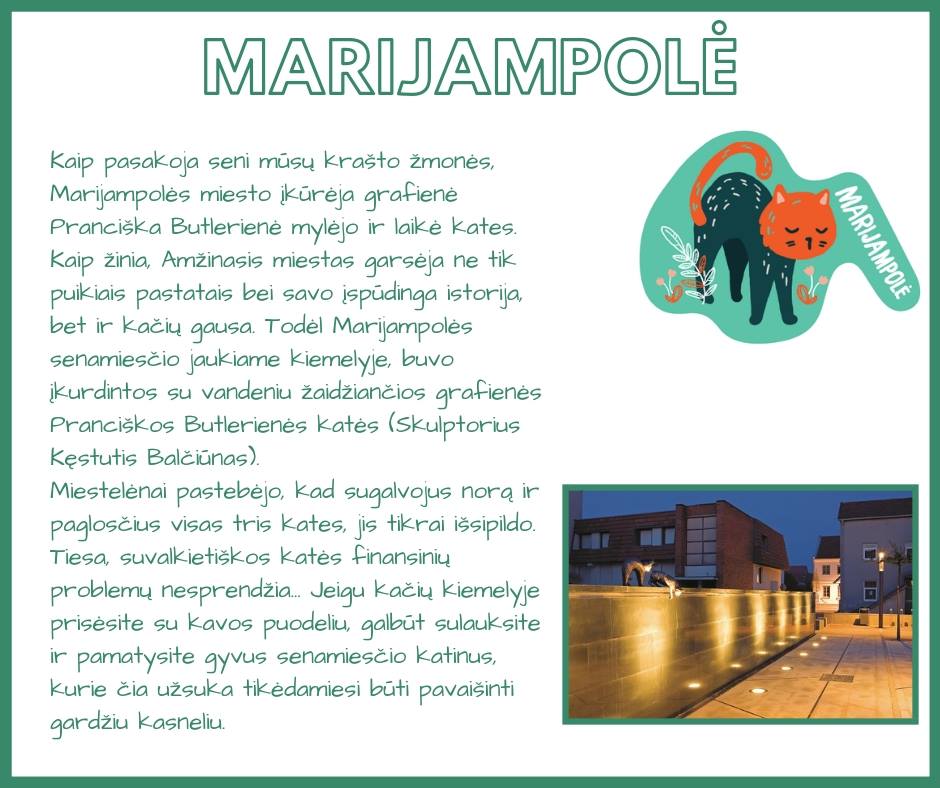 MARIJAMPOLĖ
Kaip pasakoja seni mūsų krašto žmonės,
Marijampolės miesto įkūrėja grafienė
Pranciška Butlerienė mylėjo ir laikė kates.
Kaip žinia, Amžinasis miestas garsėja ne tik
puikiais pastatais bei savo įspūdinga istorija,
bet ir kačių gausa. Todėl Marijampolės
senamiesčio jaukiame kiemelyje, buvo
įkurdintos su vandeniu žaidžiančios grafienės
Pranciškos Butlerienės katės (Skulptorius
Kęstutis Balčiūnas).
Miestelėnai pastebėjo, kad sugalvojus norą ir
paglosčius visas tris kates, jis tikrai išsipildo.
Tiesa, suvalkietiškos katės finansinių
problemų nesprendžia... Jeigu kačių kiemelyje
prisėsite su kavos puodeliu, galbūt sulauksite
ir pamatysite gyvus senamiesčio katinus,
kurie čia užsuka tikėdamiesi būti pavaišinti
gardžiu kasneliu.
MARIJAMPOLĖ